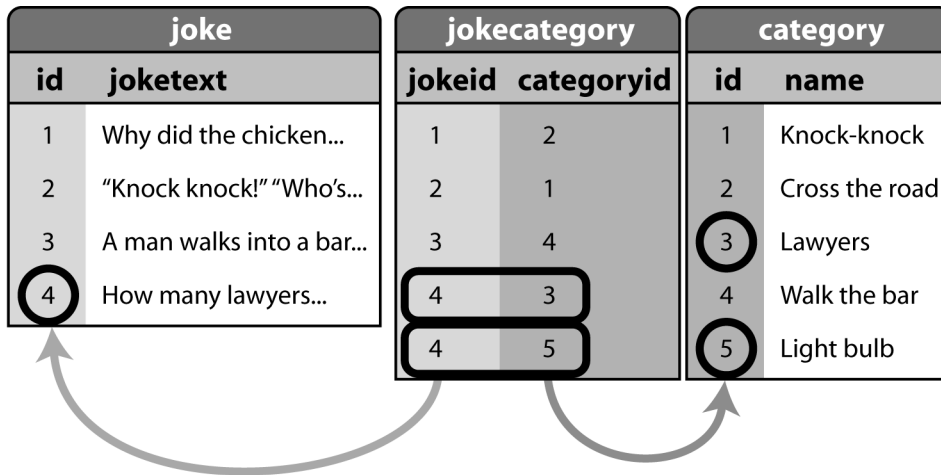 joke
id joketext
1 Why did the chicken...
2 “Knock knock!” “Who’s...
3 A man walks into a bar...
4 How many lawyers...
jokecategory
jokeid categoryid
1 2
2 1
3 4
4 3
4 5
category
id name
1 Knock-knock
2 Cross the road
3 Lawyers
4 Walk the bar
5 Light bulb